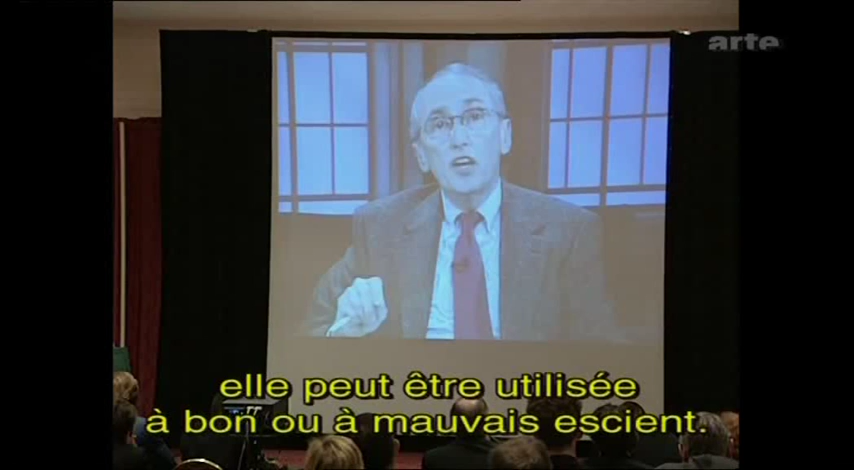 arte
elle peut être utilisée
à bon ou à mauvais escient.